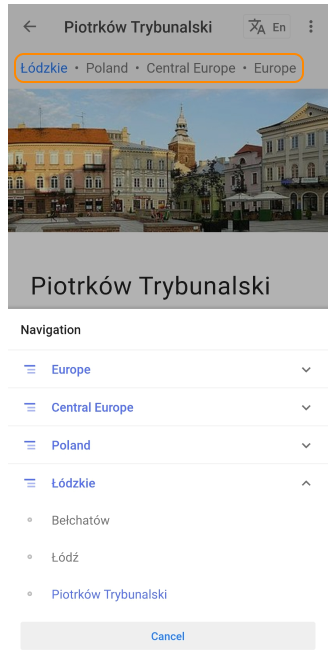 Piotrków Trybunalski En
Łódzkie • Poland • Central Europe • Europe
Piotrków Trybunalski
Navigation
Europe
Central Europe
Poland
Łódzkie
Bełchatów
Łódź
Piotrków Trybunalski
Cancel